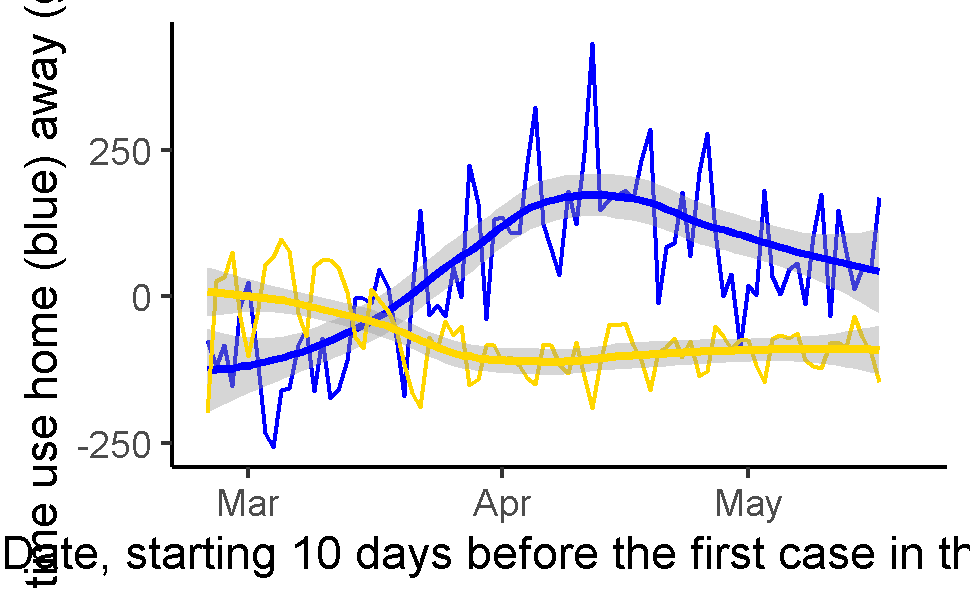 time use home (blue) away (
250
0
-250
Mar
Apr
May
Date, starting 10 days before the first case in th